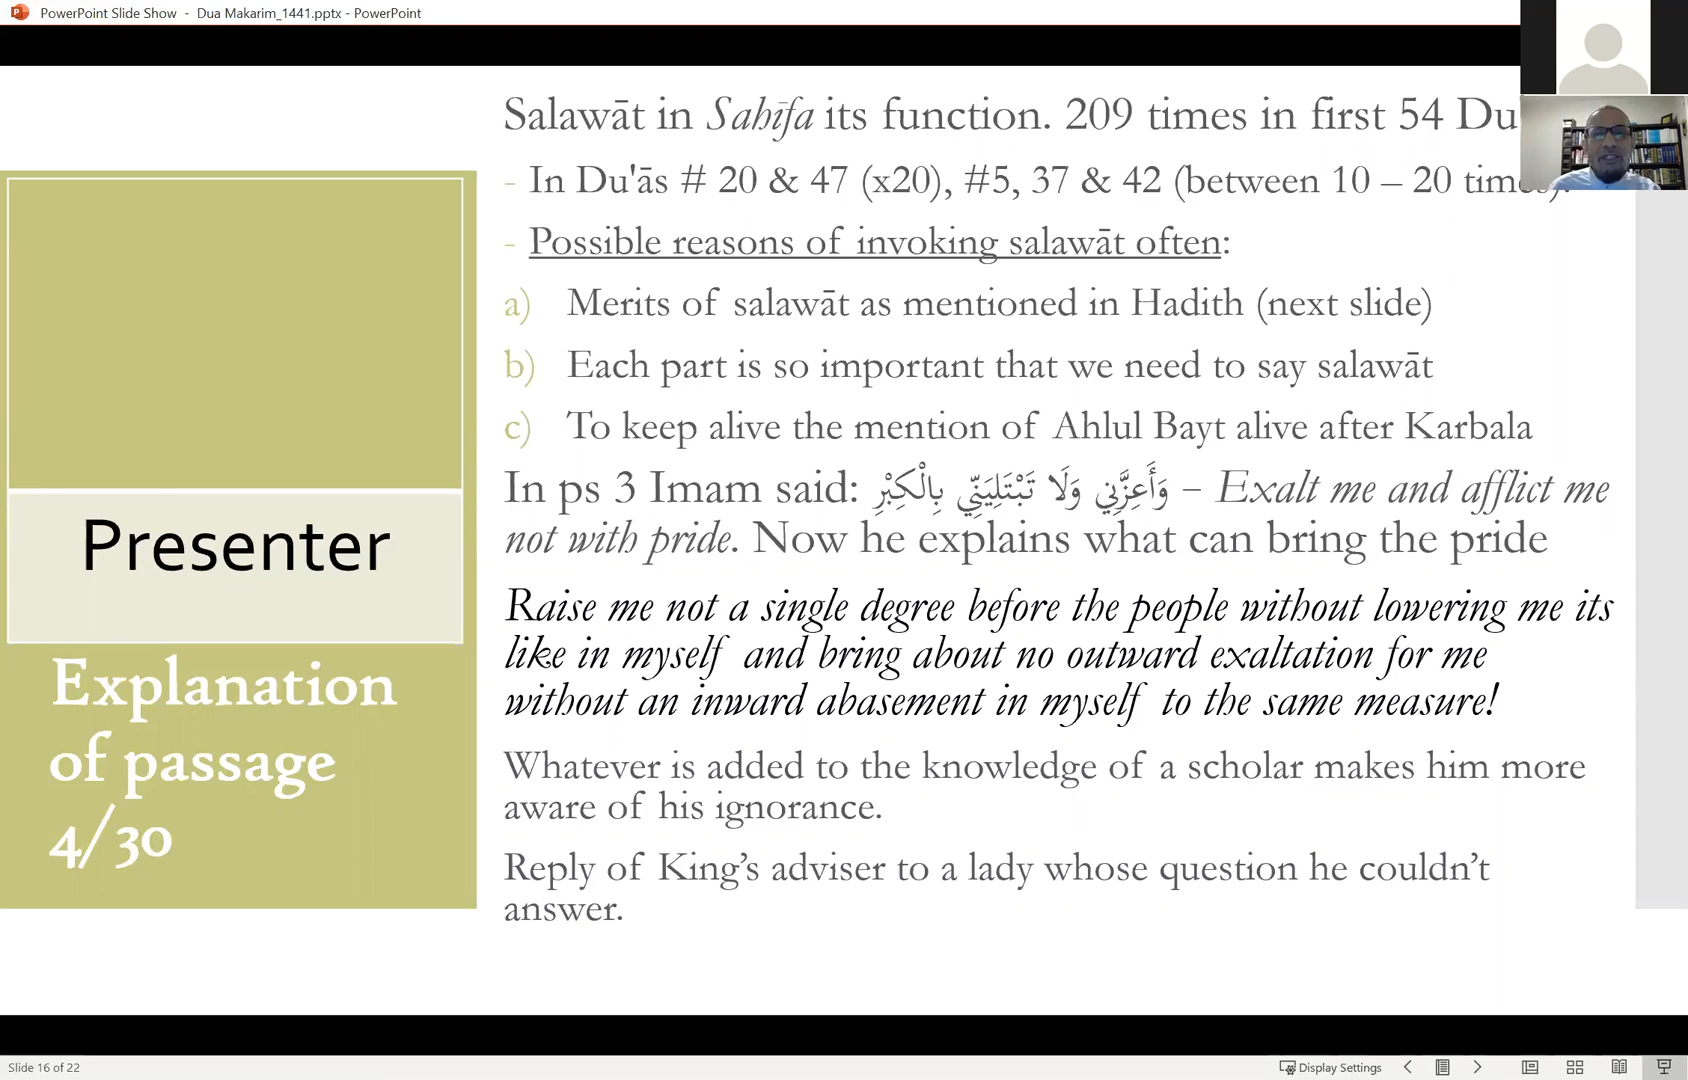 PowerPoint Slide Show - Dua Makarim_1441.pptx - PowerPoint
Salawāt in Sahīfa its function. 209 times in first 54 Du
- In Du'ās # 20 & 47 (x20), #5, 37 & 42 (between 10 – 20 times).
- Possible reasons of invoking salawāt often:
a) Merits of salawāt as mentioned in Hadith (next slide)
b) Each part is so important that we need to say salawāt
c) To keep alive the mention of Ahlul Bayt alive after Karbala
In ps 3 Imam said: وَأَعِزَّنِي وَلَا تَبْتَلِيَنِّي بِالْكِبْرِ – Exalt me and afflict me
not with pride. Now he explains what can bring the pride
Raise me not a single degree before the people without lowering me its
like in myself and bring about no outward exaltation for me
without an inward abasement in myself to the same measure!
Whatever is added to the knowledge of a scholar makes him more
aware of his ignorance.
Reply of King's adviser to a lady whose question he couldn't
answer.
Presenter
Explanation
of passage
4/30
Slide 16 of 22
Display Settings